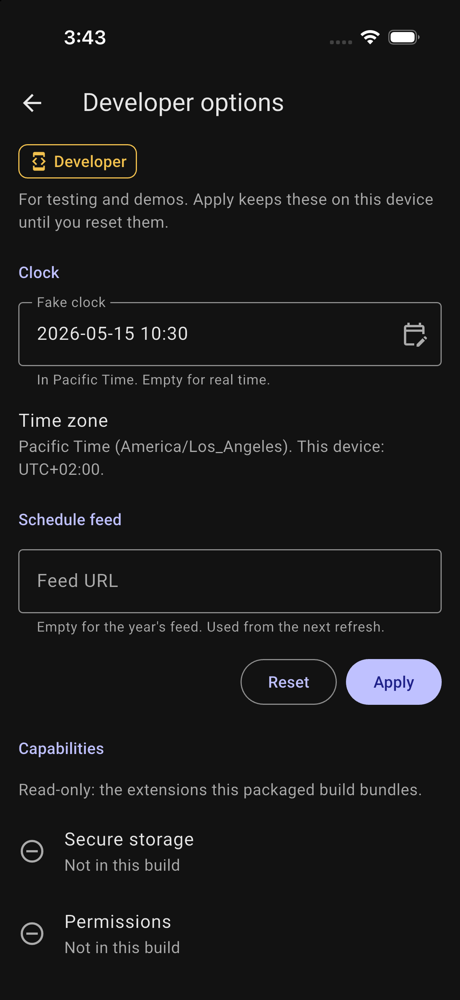 3:43
Developer options
Developer
For testing and demos. Apply keeps these on this device
until you reset them.
Clock
Fake clock
2026-05-15 10:30
In Pacific Time. Empty for real time.
Time zone
Pacific Time (America/Los_Angeles). This device:
UTC+02:00.
Schedule feed
Feed URL
Empty for the year's feed. Used from the next refresh.
Reset
Apply
Capabilities
Read-only: the extensions this packaged build bundles.
Secure storage
Not in this build
Permissions
Not in this build